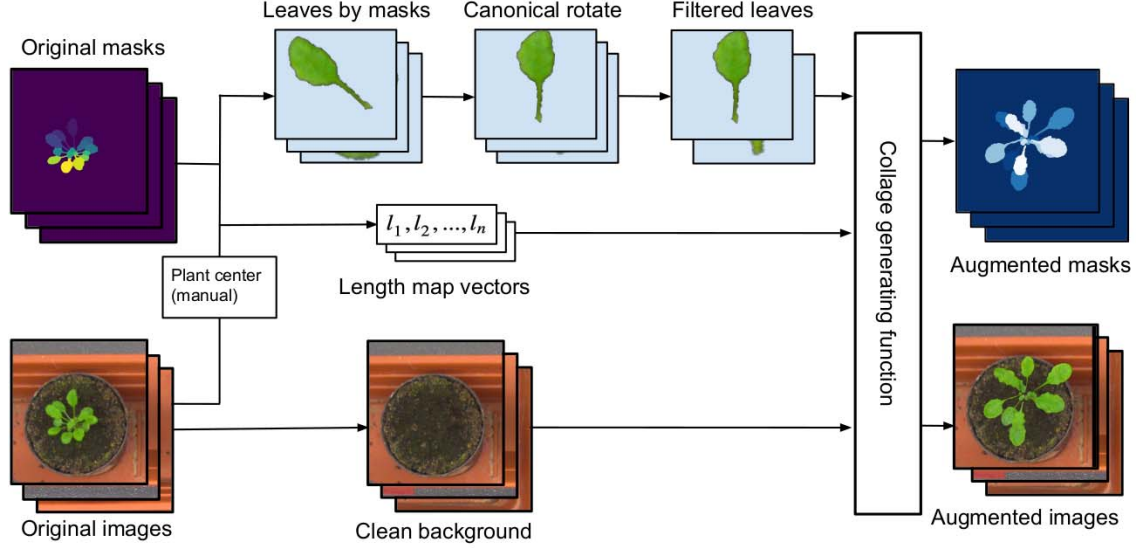 Leaves by masks
Canonical rotate
Filtered leaves
Original masks
l₁, l₂, ..., lₙ
Length map vectors
Plant center
(manual)
Collage generating function
Augmented masks
Original images
Clean background
Augmented images